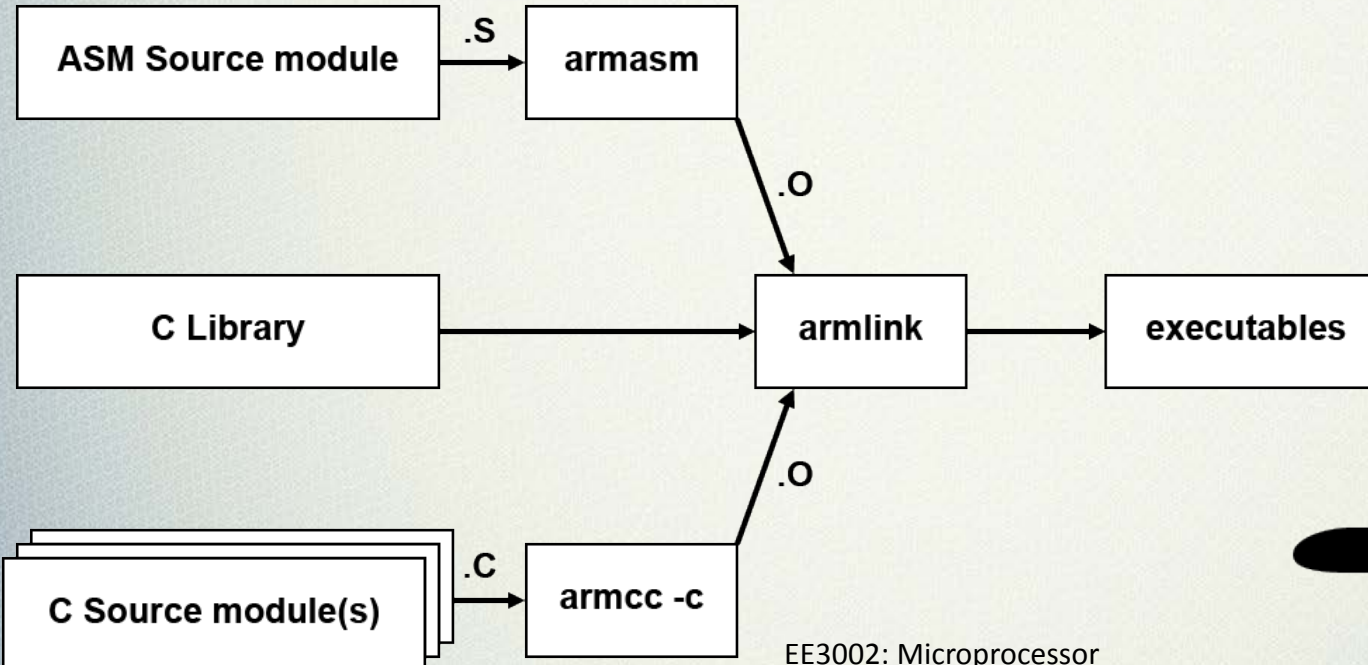 ASM Source module
.S
armasm
.O
C Library
armlink
executables
.O
C Source module(s)
.C
armcc -c
EE3002: Microprocessor